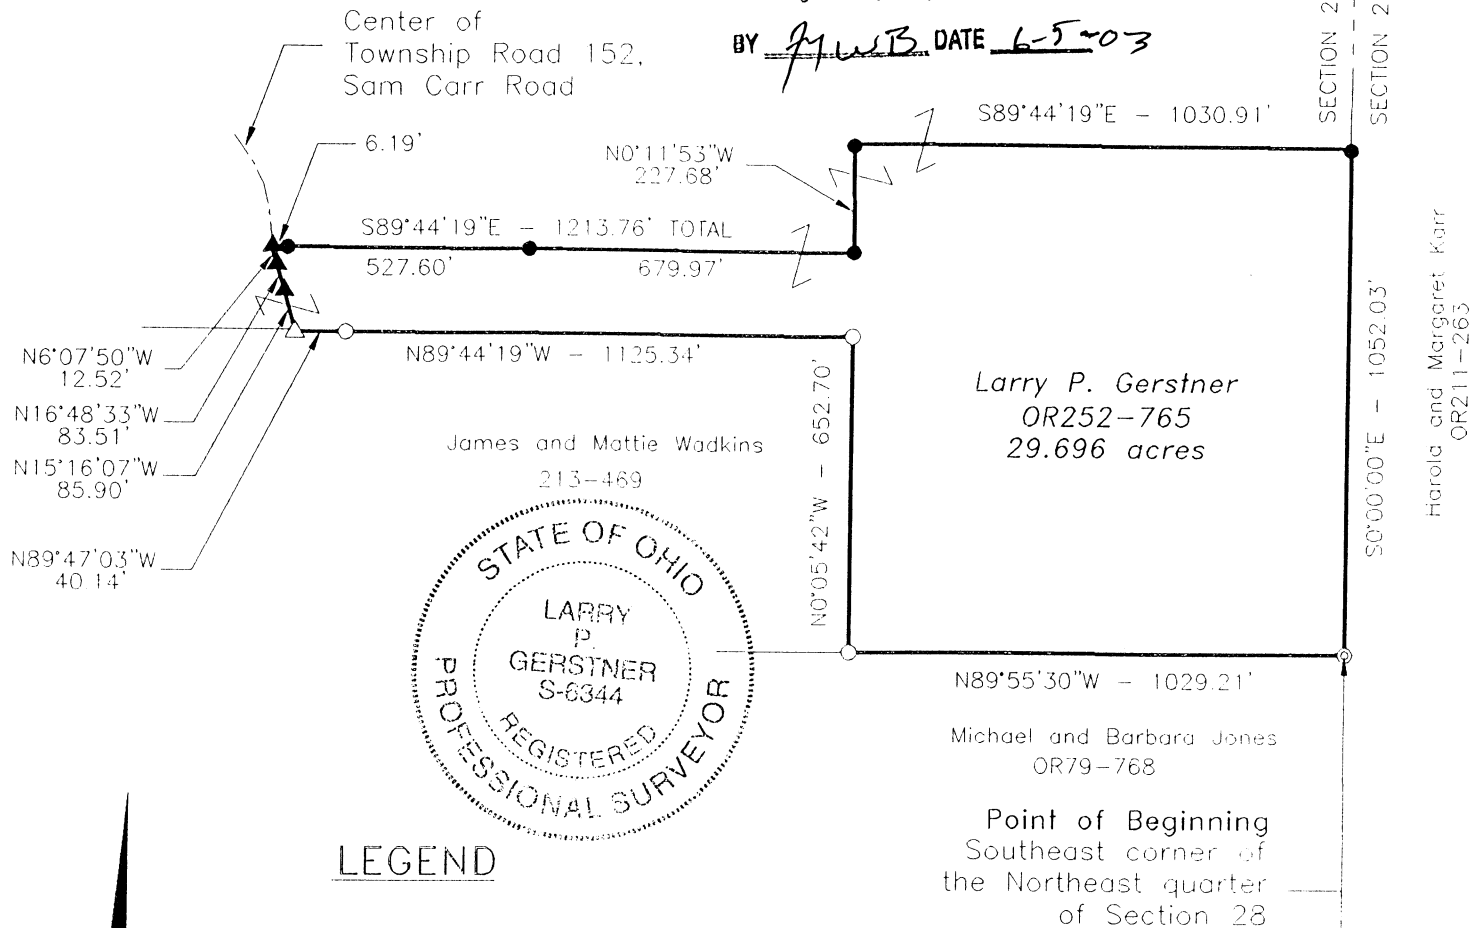 Center of
Township Road 152,
Sam Carr Road
BY DATE 6-5-03
SECTION 2
SECTION 2
S89°44'19"E - 1030.91'
6.19'
N0°11'53"W
227.68'
S89°44'19"E - 1213.76' TOTAL
527.60' 679.97'
N89°44'19"W - 1125.34'
N6°07'50"W
12.52'
N16°48'33"W
83.51'
N15°16'07"W
85.90'
N89°47'03"W
40.14'
James and Mattie Wadkins
213-469
N0°05'42"W - 652.70'
Larry P. Gerstner
OR252-765
29.696 acres
S0°00'00"E - 1052.03'
Harold and Margaret Karr
OR211-263
STATE OF OHIO
LARRY
P.
GERSTNER
S-6344
REGISTERED
PROFESSIONAL SURVEYOR
N89°55'30"W - 1029.21'
Michael and Barbara Jones
OR79-768
Point of Beginning
Southeast corner of
the Northeast quarter
of Section 28
LEGEND